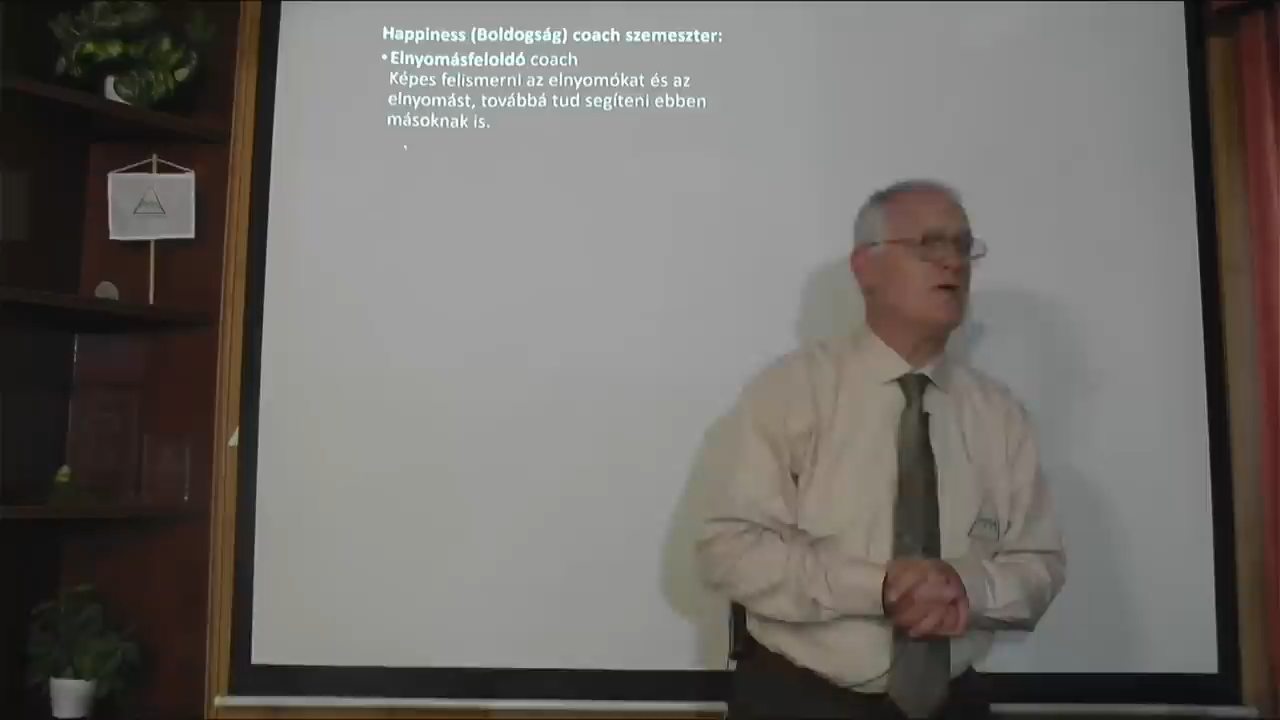 Happiness (Boldogság) coach szemeszter:
•Elnyomásfeloldó coach
Képes felismerni az elnyomókat és az
elnyomást, továbbá tud segíteni ebben
másoknak is.